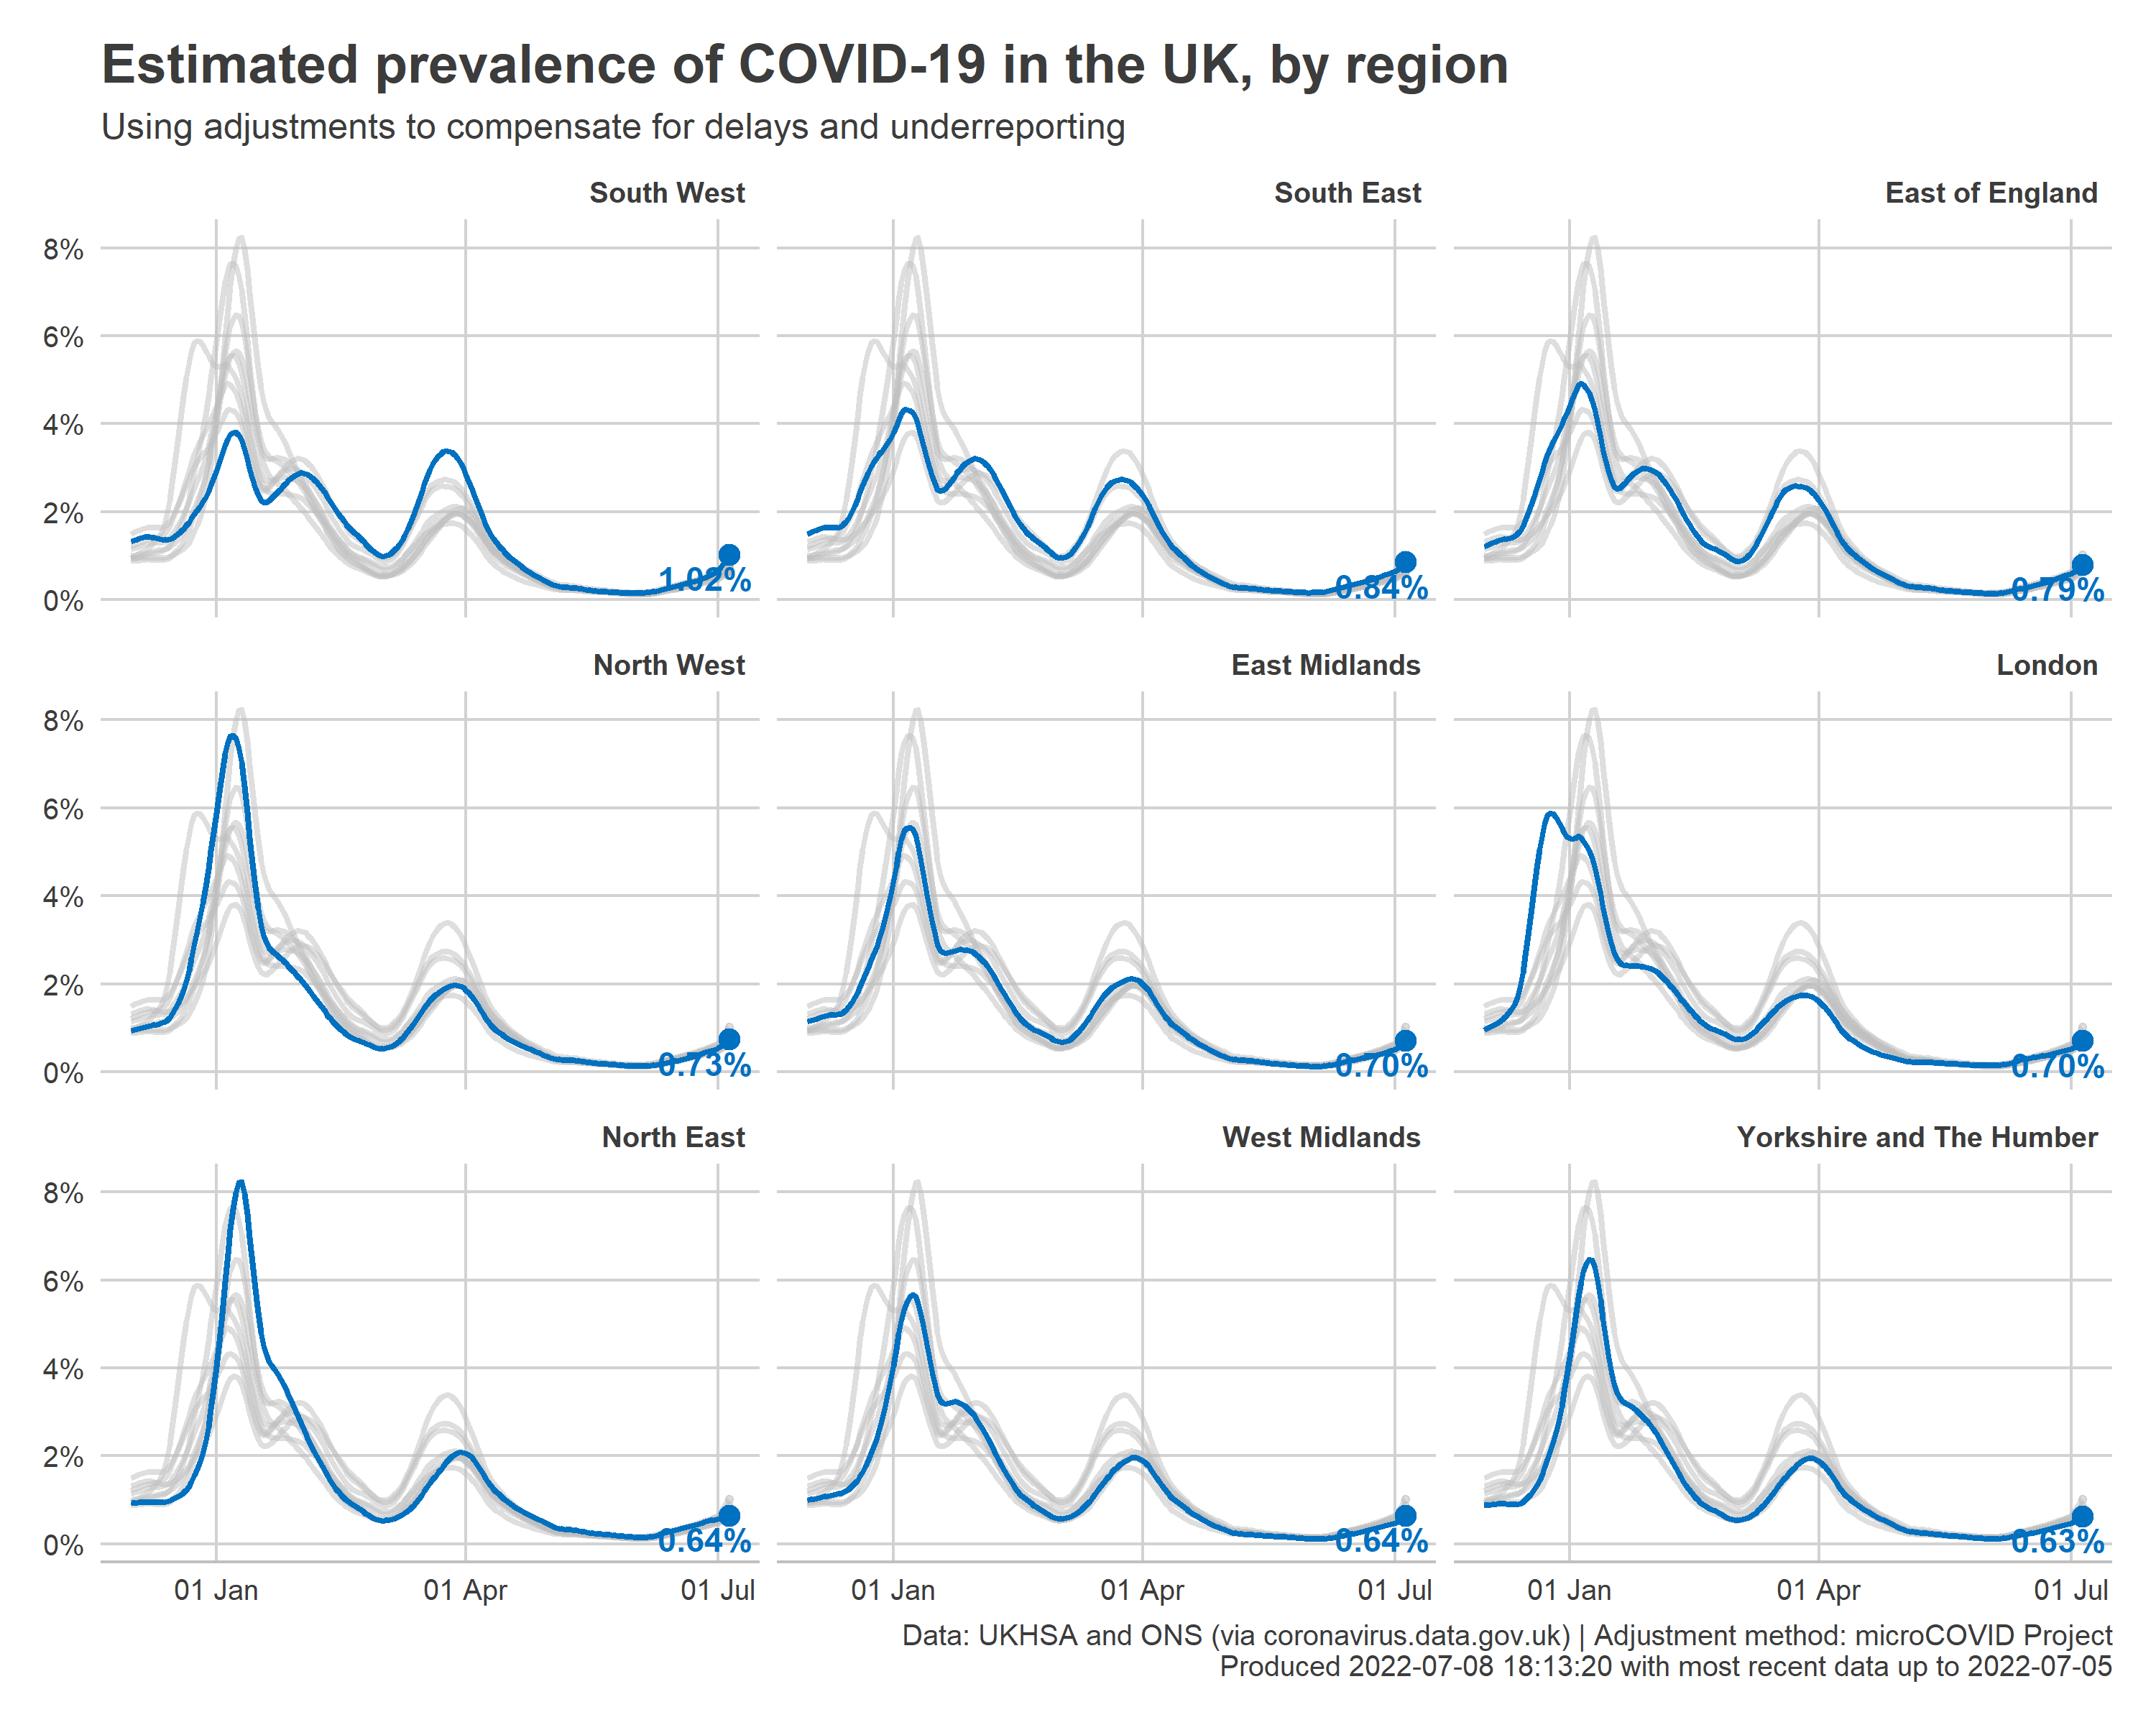 Estimated prevalence of COVID-19 in the UK, by region
Using adjustments to compensate for delays and underreporting
South West
South East
East of England
8%
6%
4%
2%
0%
1.02%
0.84%
0.79%
North West
East Midlands
London
8%
6%
4%
2%
0%
0.73%
0.70%
0.70%
North East
West Midlands
Yorkshire and The Humber
8%
6%
4%
2%
0%
0.64%
0.64%
0.63%
01 Jan
01 Apr
01 Jul
01 Jan
01 Apr
01 Jul
01 Jan
01 Apr
01 Jul
Data: UKHSA and ONS (via coronavirus.data.gov.uk) | Adjustment method: microCOVID Project
Produced 2022-07-08 18:13:20 with most recent data up to 2022-07-05